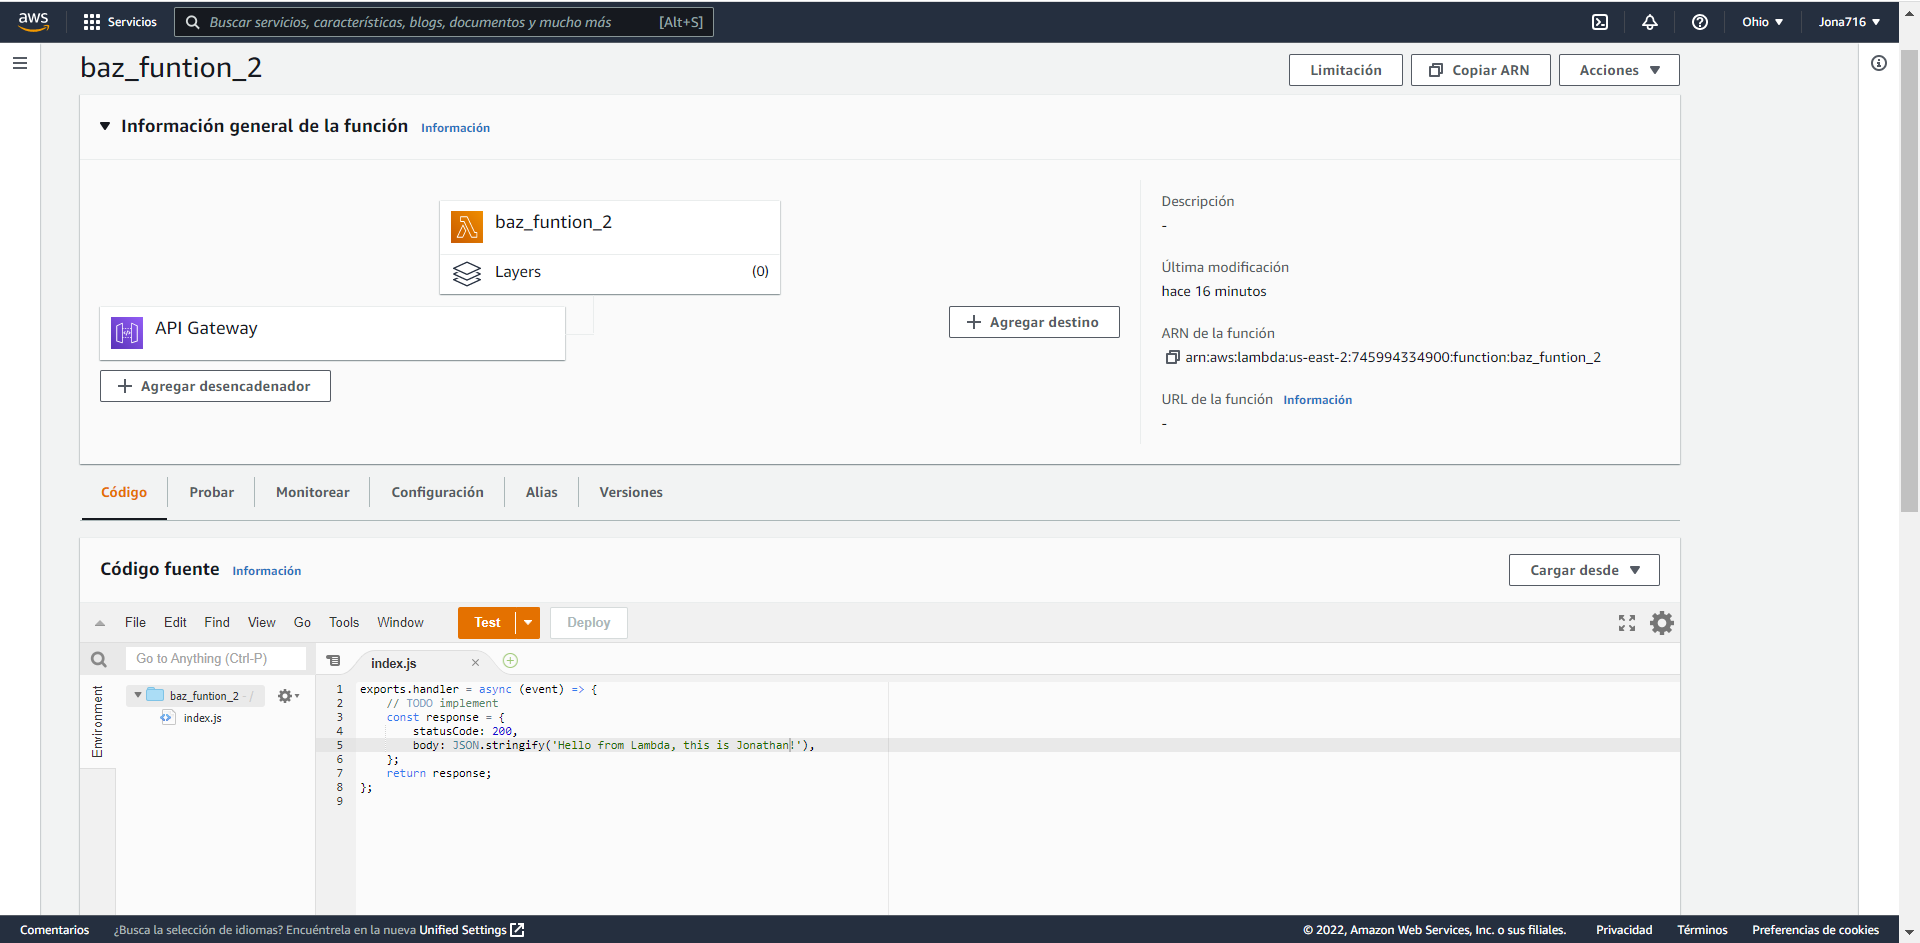 aws
Servicios
Buscar servicios, características, blogs, documentos y mucho más
[Alt+S]
Ohio
Jona716
baz_funtion_2
Limitación
Copiar ARN
Acciones
Información general de la función
Información
baz_funtion_2
Layers
(0)
API Gateway
Agregar desencadenador
Agregar destino
Descripción
-
Última modificación
hace 16 minutos
ARN de la función
arn:aws:lambda:us-east-2:745994334900:function:baz_funtion_2
URL de la función
Información
-
Código
Probar
Monitorear
Configuración
Alias
Versiones
Código fuente
Información
Cargar desde
File
Edit
Find
View
Go
Tools
Window
Test
Deploy
Go to Anything (Ctrl-P)
index.js
Environment
baz_funtion_2 - /
index.js
1 exports.handler = async (event) => {
2 // TODO implement
3 const response = {
4 statusCode: 200,
5 body: JSON.stringify('Hello from Lambda, this is Jonathan!'),
6 };
7 return response;
8 };
9
Comentarios
¿Busca la selección de idiomas? Encuéntrela en la nueva Unified Settings
© 2022, Amazon Web Services, Inc. o sus filiales.
Privacidad
Términos
Preferencias de cookies